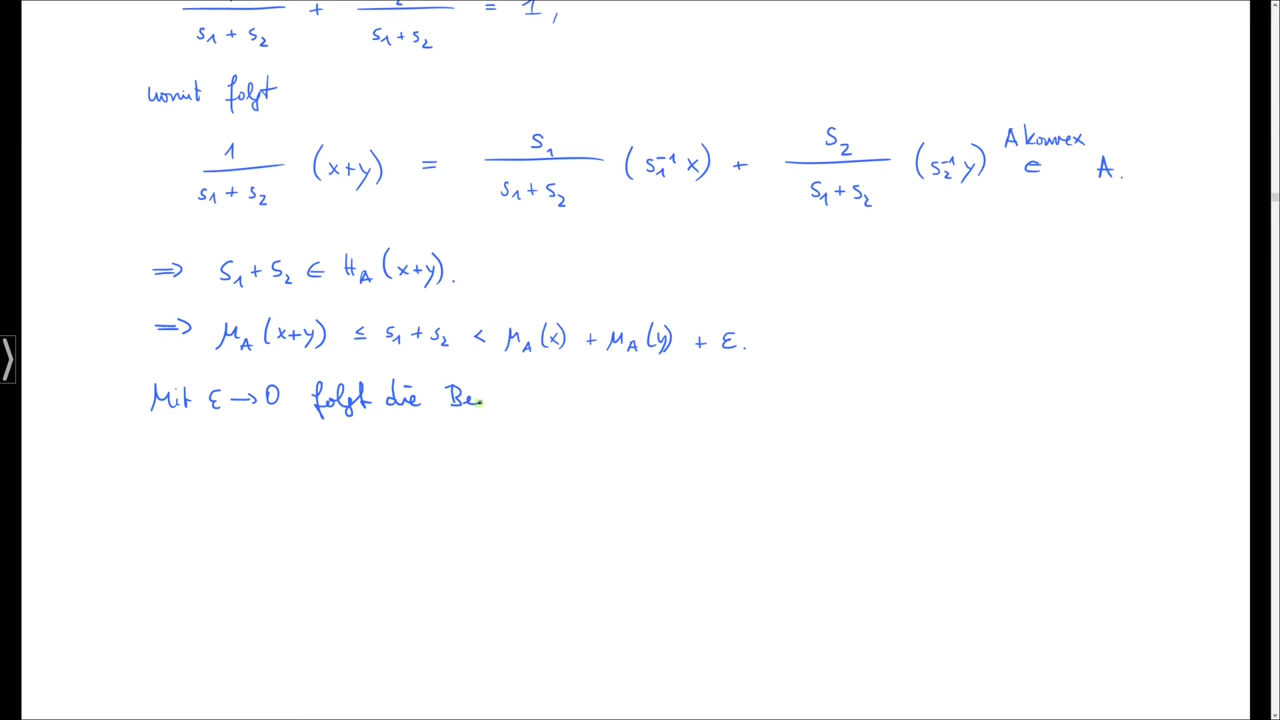 s₁ + s₂ + s₁ + s₂ = 1,
womit folgt
1/(s₁ + s₂) (x+y) = s₁/(s₁ + s₂) (s₁⁻¹ x) + s₂/(s₁ + s₂) (s₂⁻¹ y) ∈ A. A konvex
⟹ s₁ + s₂ ∈ H_A (x+y).
⟹ μ_A (x+y) ≤ s₁ + s₂ < μ_A (x) + μ_A (y) + ε.
Mit ε → 0 folgt die Be